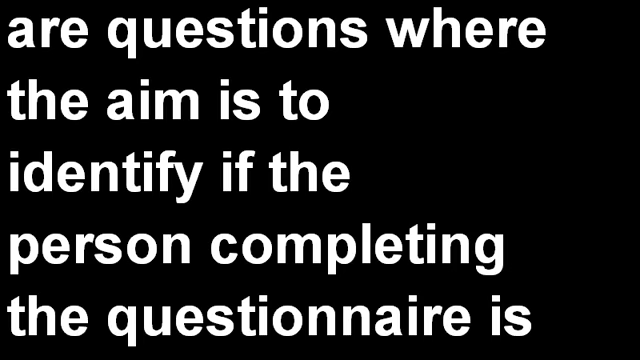 are questions where
the aim is to
identify if the
person completing
the questionnaire is